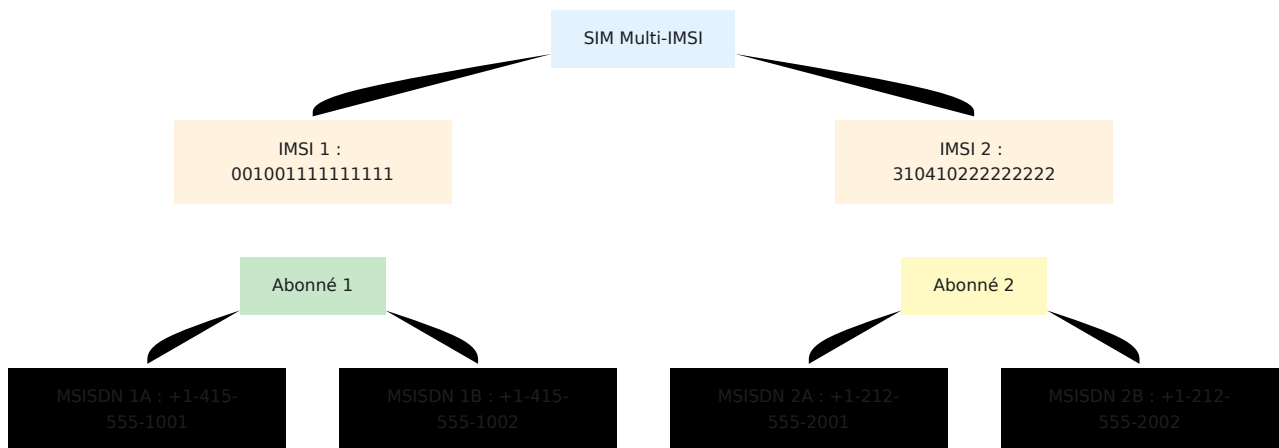 SIM Multi-IMSI
IMSI 1 :
001001111111111
IMSI 2 :
310410222222222
Abonné 1
Abonné 2
MSISDN 1A : +1-415-
555-1001
MSISDN 1B : +1-415-
555-1002
MSISDN 2A : +1-212-
555-2001
MSISDN 2B : +1-212-
555-2002